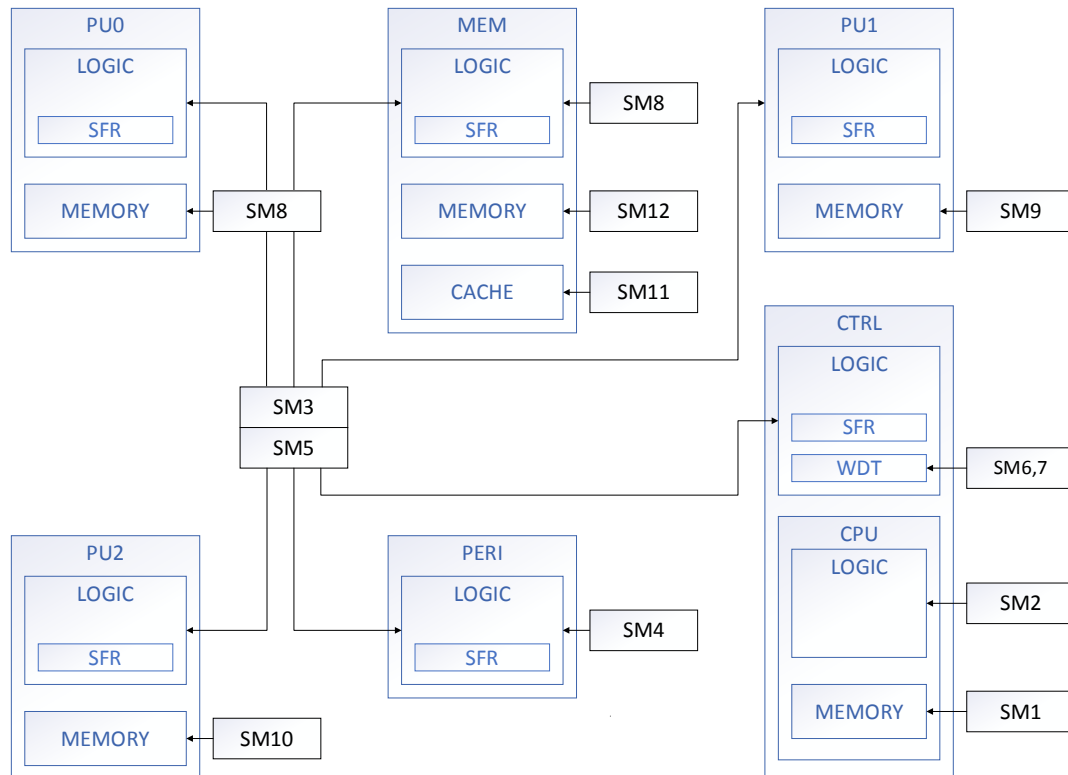 PU0
LOGIC
SFR
MEMORY
SM8
MEM
LOGIC
SFR
SM8
MEMORY
SM12
CACHE
SM11
PU1
LOGIC
SFR
MEMORY
SM9
SM3
SM5
CTRL
LOGIC
SFR
WDT
SM6,7
CPU
LOGIC
SM2
MEMORY
SM1
PU2
LOGIC
SFR
MEMORY
SM10
PERI
LOGIC
SFR
SM4